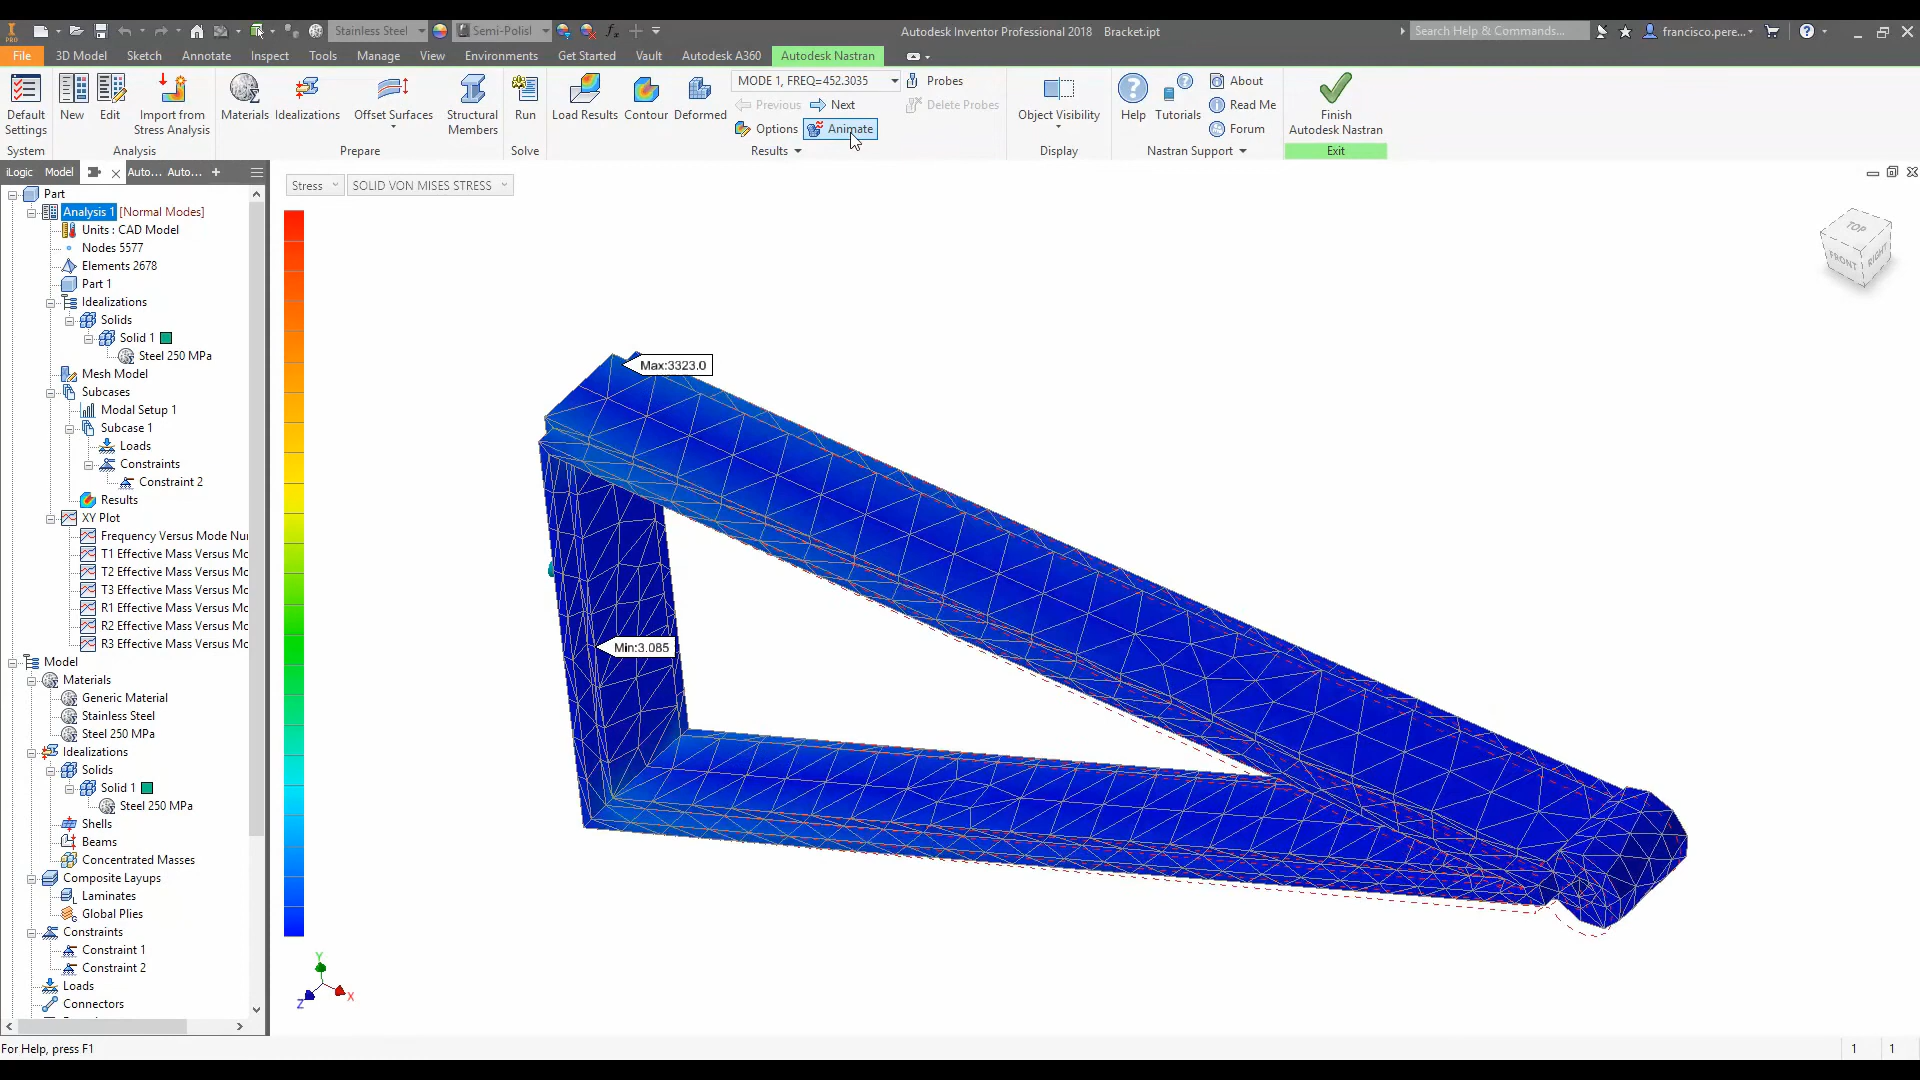 PRO
Stainless Steel
Semi-Polisl
fx
Autodesk Inventor Professional 2018 Bracket.ipt
Search Help & Commands...
francisco.pere...
File 3D Model Sketch Annotate Inspect Tools Manage View Environments Get Started Vault Autodesk A360 Autodesk Nastran
Default Settings
New
Edit
Import from Stress Analysis
Materials
Idealizations
Offset Surfaces
Structural Members
Run
Load Results
Contour
Deformed
MODE 1, FREQ=452.3035
Previous Next
Options Animate
Probes
Delete Probes
Object Visibility
Help
Tutorials
About
Read Me
Forum
Finish Autodesk Nastran
System Analysis Prepare Solve Results Display Nastran Support Exit
iLogic Model Auto... Auto... +
Stress SOLID VON MISES STRESS
Part
Analysis 1 [Normal Modes]
Units : CAD Model
Nodes 5577
Elements 2678
Part 1
Idealizations
Solids
Solid 1
Steel 250 MPa
Mesh Model
Subcases
Modal Setup 1
Subcase 1
Loads
Constraints
Constraint 2
Results
XY Plot
Frequency Versus Mode Nur
T1 Effective Mass Versus Mc
T2 Effective Mass Versus Mc
T3 Effective Mass Versus Mc
R1 Effective Mass Versus Mc
R2 Effective Mass Versus Mc
R3 Effective Mass Versus Mc
Model
Materials
Generic Material
Stainless Steel
Steel 250 MPa
Idealizations
Solids
Solid 1
Steel 250 MPa
Shells
Beams
Concentrated Masses
Composite Layups
Laminates
Global Plies
Constraints
Constraint 1
Constraint 2
Loads
Connectors
Max:3323.0
Min:3.085
TOP
FRONT
RIGHT
Y
Z
X
For Help, press F1
1 1